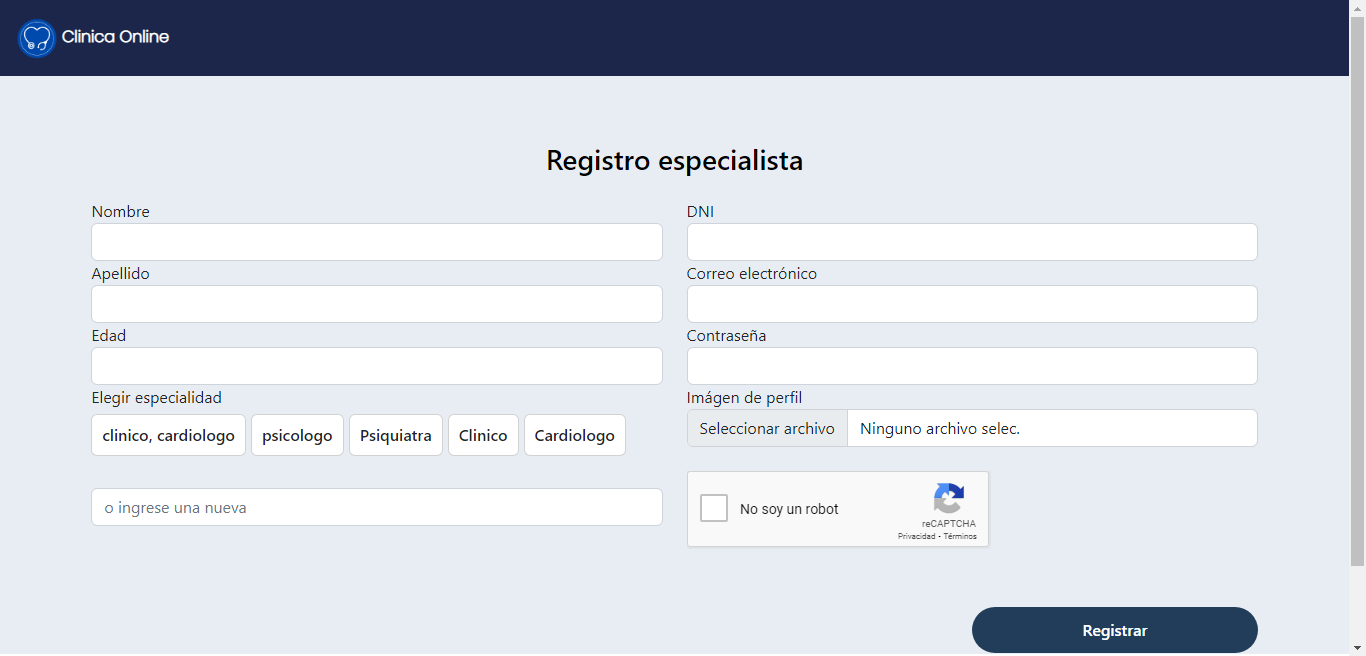 Clinica Online
Registro especialista
Nombre
DNI
Apellido
Correo electrónico
Edad
Contraseña
Elegir especialidad
Imágen de perfil
clinico, cardiologo psicologo Psiquiatra Clinico Cardiologo
Seleccionar archivo Ninguno archivo selec.
o ingrese una nueva
No soy un robot
reCAPTCHA
Privacidad - Términos
Registrar